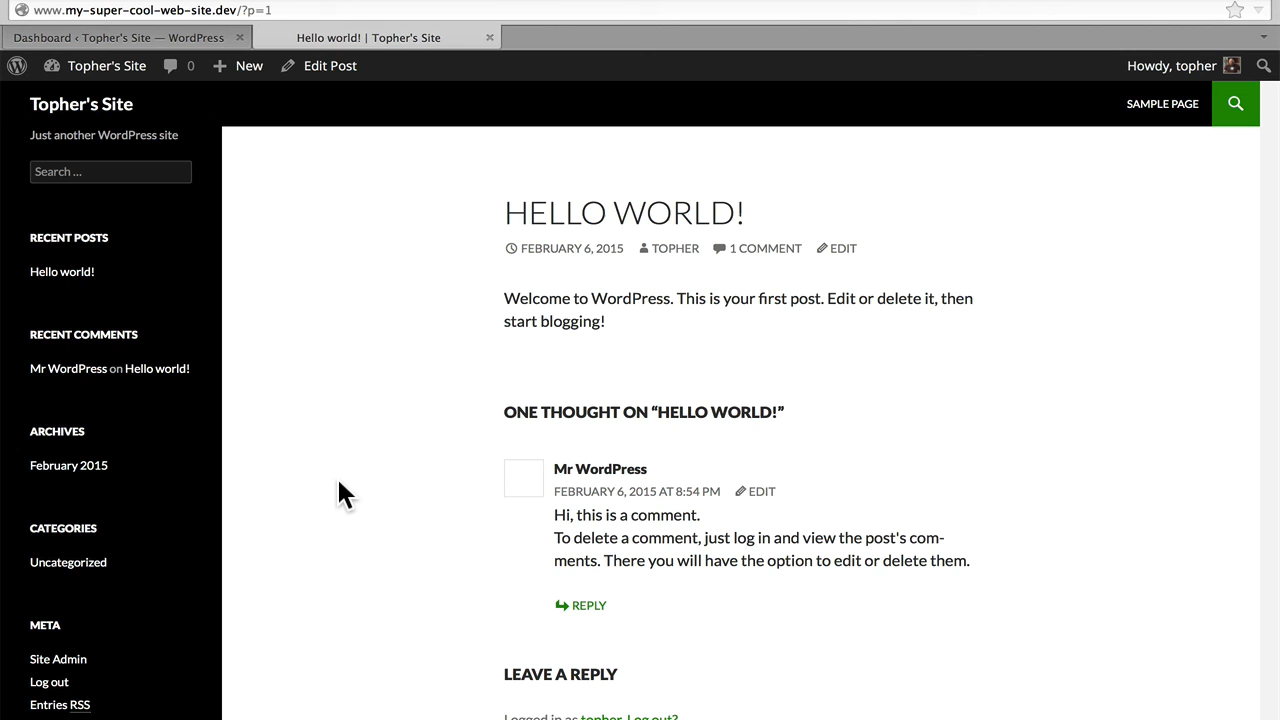 www.my-super-cool-web-site.dev/?p=1
Dashboard ‹ Topher's Site — WordPress
Hello world! | Topher's Site
Topher's Site 0 New Edit Post Howdy, topher
Topher's Site
SAMPLE PAGE
Just another WordPress site
Search ...
RECENT POSTS
Hello world!
RECENT COMMENTS
Mr WordPress on Hello world!
ARCHIVES
February 2015
CATEGORIES
Uncategorized
META
Site Admin
Log out
Entries RSS
HELLO WORLD!
FEBRUARY 6, 2015 TOPHER 1 COMMENT EDIT
Welcome to WordPress. This is your first post. Edit or delete it, then
start blogging!
ONE THOUGHT ON “HELLO WORLD!”
Mr WordPress
FEBRUARY 6, 2015 AT 8:54 PM EDIT
Hi, this is a comment.
To delete a comment, just log in and view the post's com-
ments. There you will have the option to edit or delete them.
REPLY
LEAVE A REPLY
Logged in as topher. Log out?